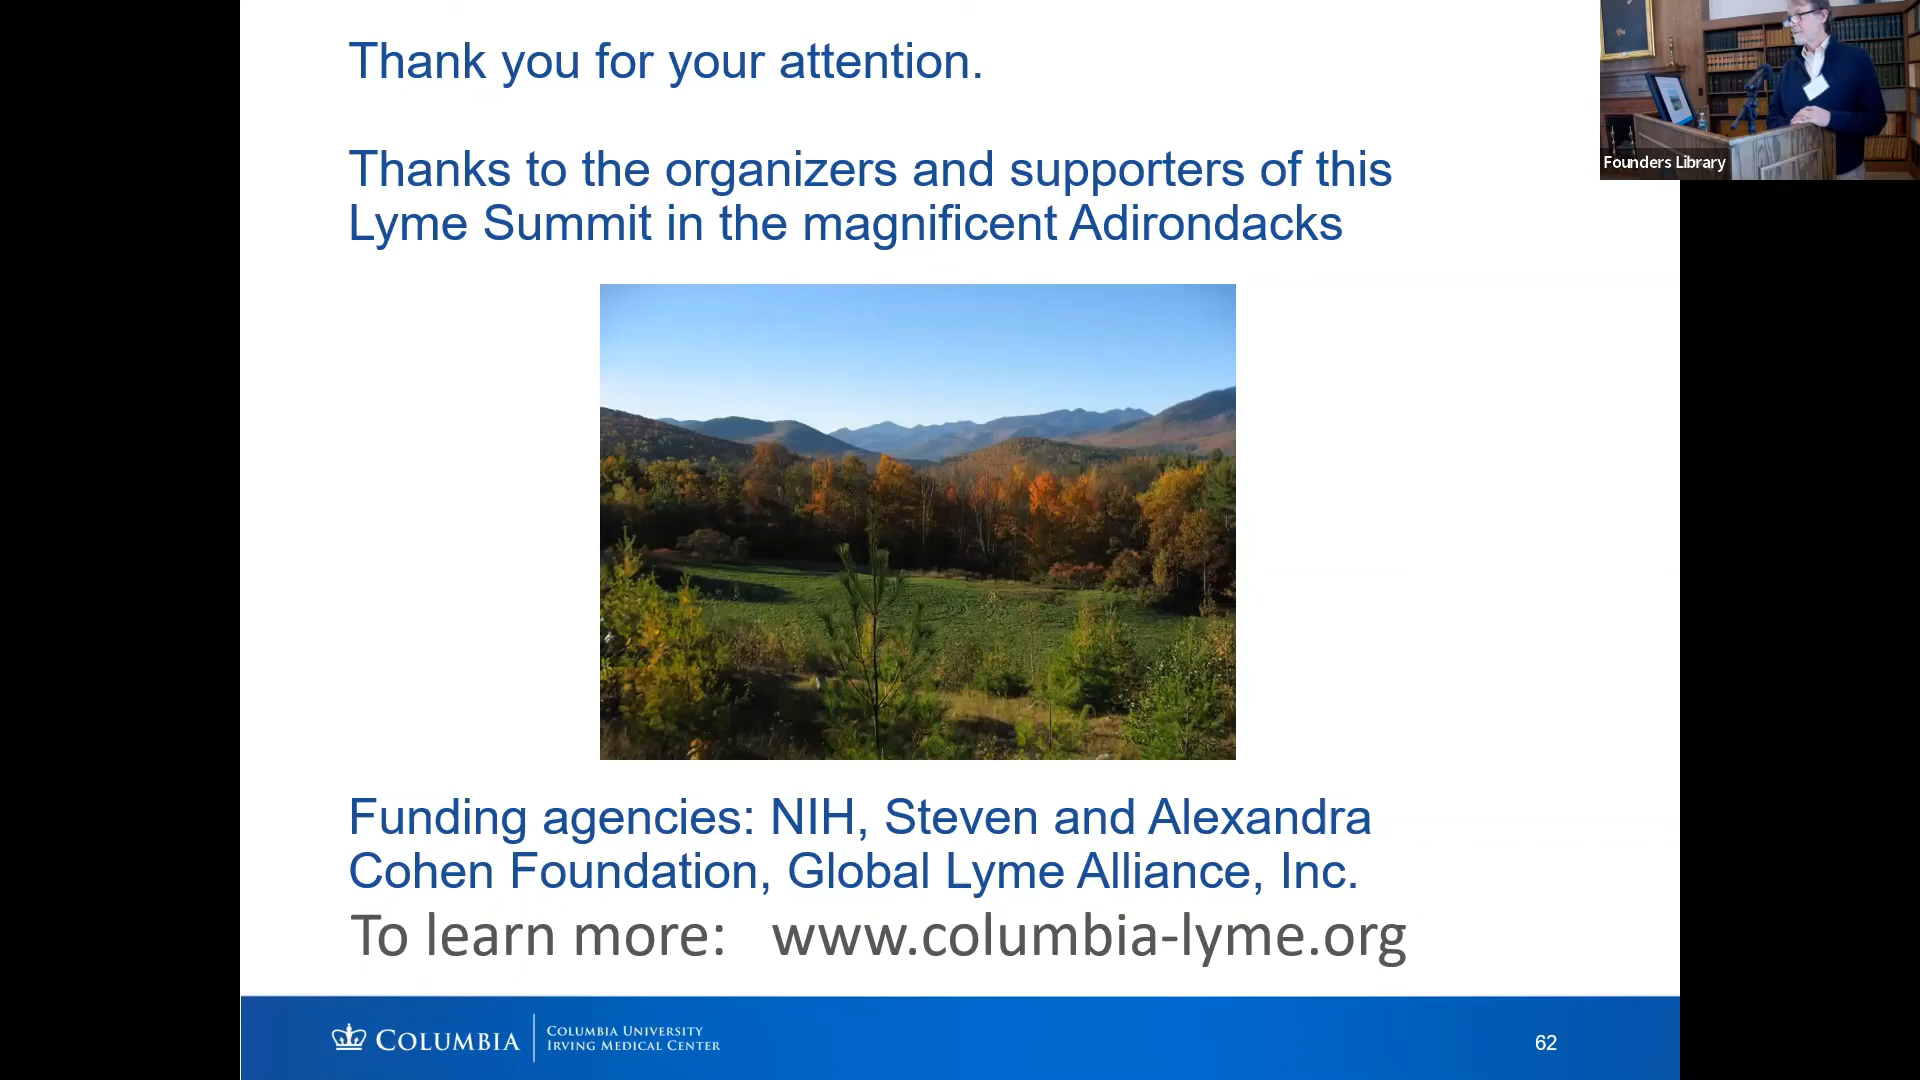 Thank you for your attention.
Thanks to the organizers and supporters of this
Lyme Summit in the magnificent Adirondacks
Founders Library
Funding agencies: NIH, Steven and Alexandra
Cohen Foundation, Global Lyme Alliance, Inc.
To learn more: www.columbia-lyme.org
COLUMBIA
COLUMBIA UNIVERSITY
IRVING MEDICAL CENTER
62